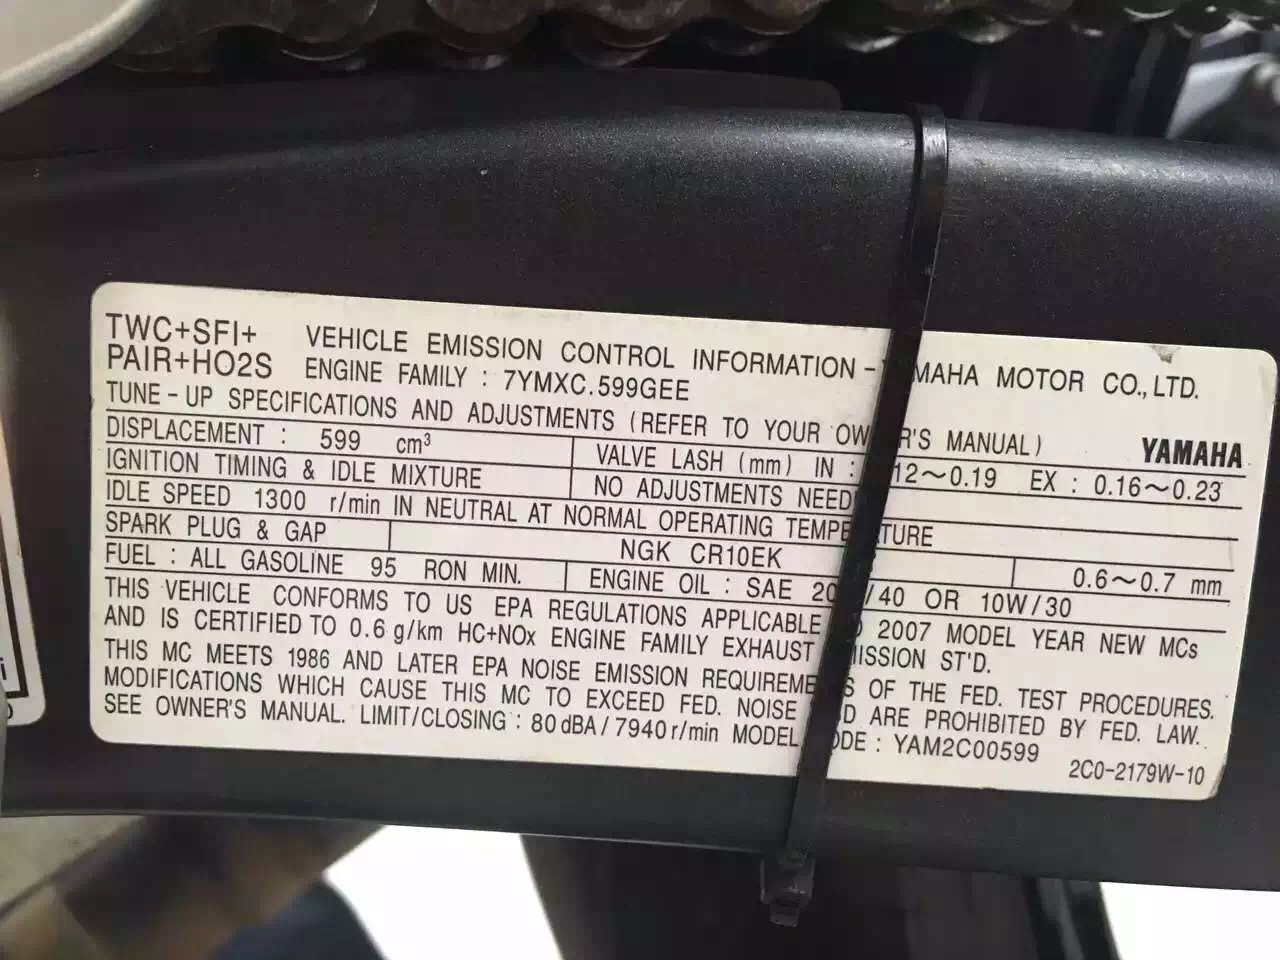 TWC+SFI+
PAIR+HO2S
VEHICLE EMISSION CONTROL INFORMATION - MAHA MOTOR CO., LTD.
ENGINE FAMILY : 7YMXC.599GEE
TUNE-UP SPECIFICATIONS AND ADJUSTMENTS (REFER TO YOUR OW R'S MANUAL) YAMAHA
DISPLACEMENT : 599 cm³ VALVE LASH (mm) IN : 12～0.19 EX : 0.16～0.23
IGNITION TIMING & IDLE MIXTURE NO ADJUSTMENTS NEED
IDLE SPEED 1300 r/min IN NEUTRAL AT NORMAL OPERATING TEMPE TURE
SPARK PLUG & GAP NGK CR10EK 0.6～0.7 mm
FUEL : ALL GASOLINE 95 RON MIN. ENGINE OIL : SAE 20 /40 OR 10W/30
THIS VEHICLE CONFORMS TO US EPA REGULATIONS APPLICABLE 2007 MODEL YEAR NEW MCs
AND IS CERTIFIED TO 0.6 g/km HC+NOx ENGINE FAMILY EXHAUST ISSION ST'D.
THIS MC MEETS 1986 AND LATER EPA NOISE EMISSION REQUIREME S OF THE FED. TEST PROCEDURES.
MODIFICATIONS WHICH CAUSE THIS MC TO EXCEED FED. NOISE D ARE PROHIBITED BY FED. LAW.
SEE OWNER'S MANUAL. LIMIT/CLOSING : 80 dBA / 7940 r/min MODEL DE : YAM2C00599
2C0-2179W-10